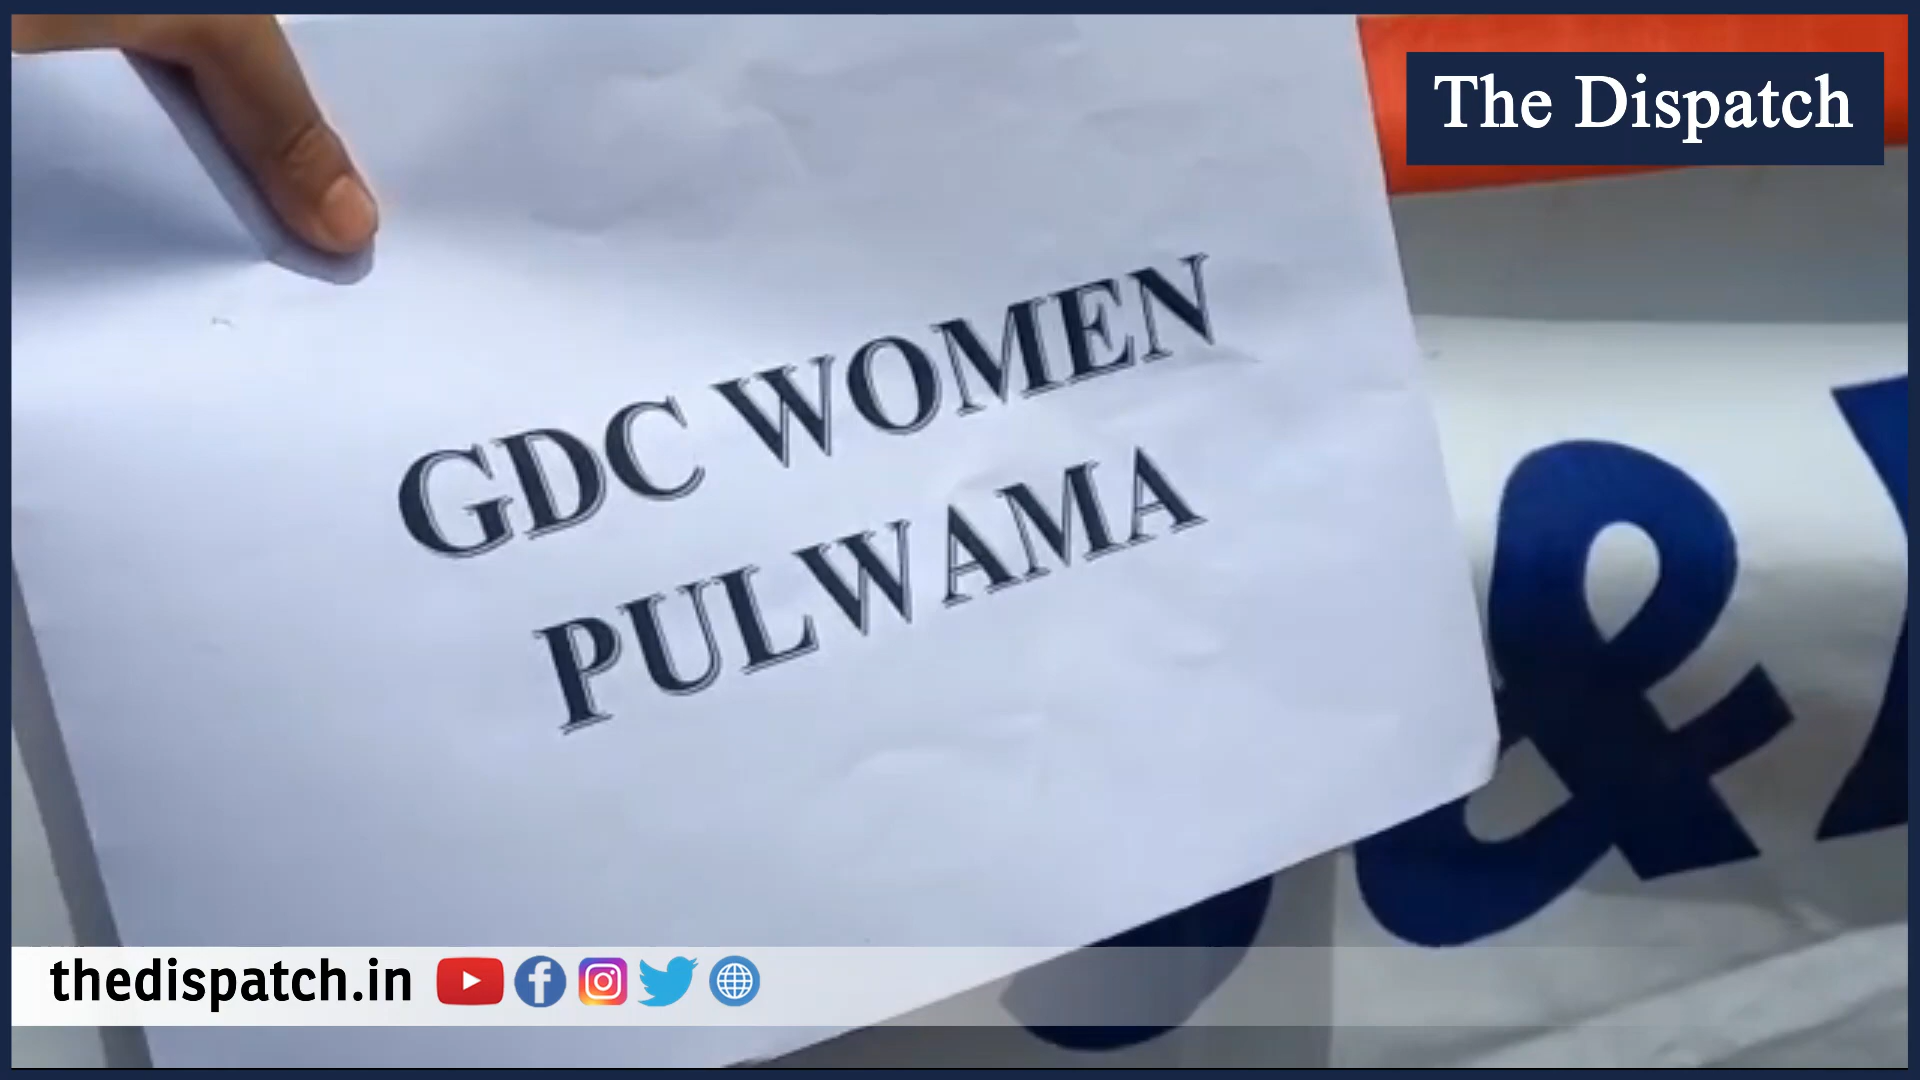 The Dispatch
GDC WOMEN
PULWAMA
&
thedispatch.in